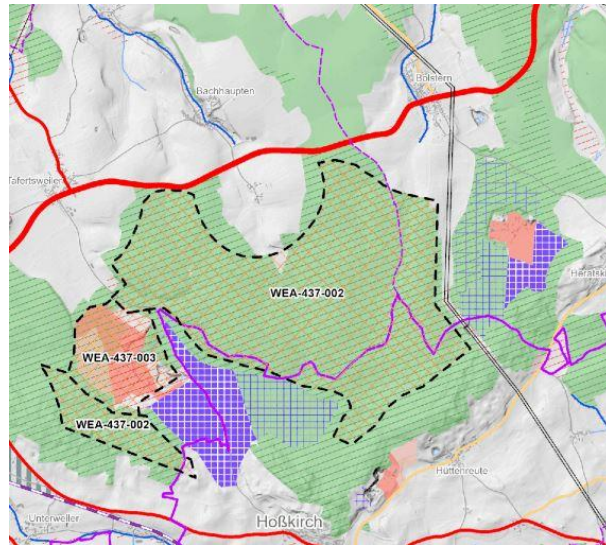 Bachhaupten
Bolstern
Tafertsweiler
WEA-437-002
WEA-437-003
WEA-437-002
Hüttenreute
Unterweiler
Hoßkirch